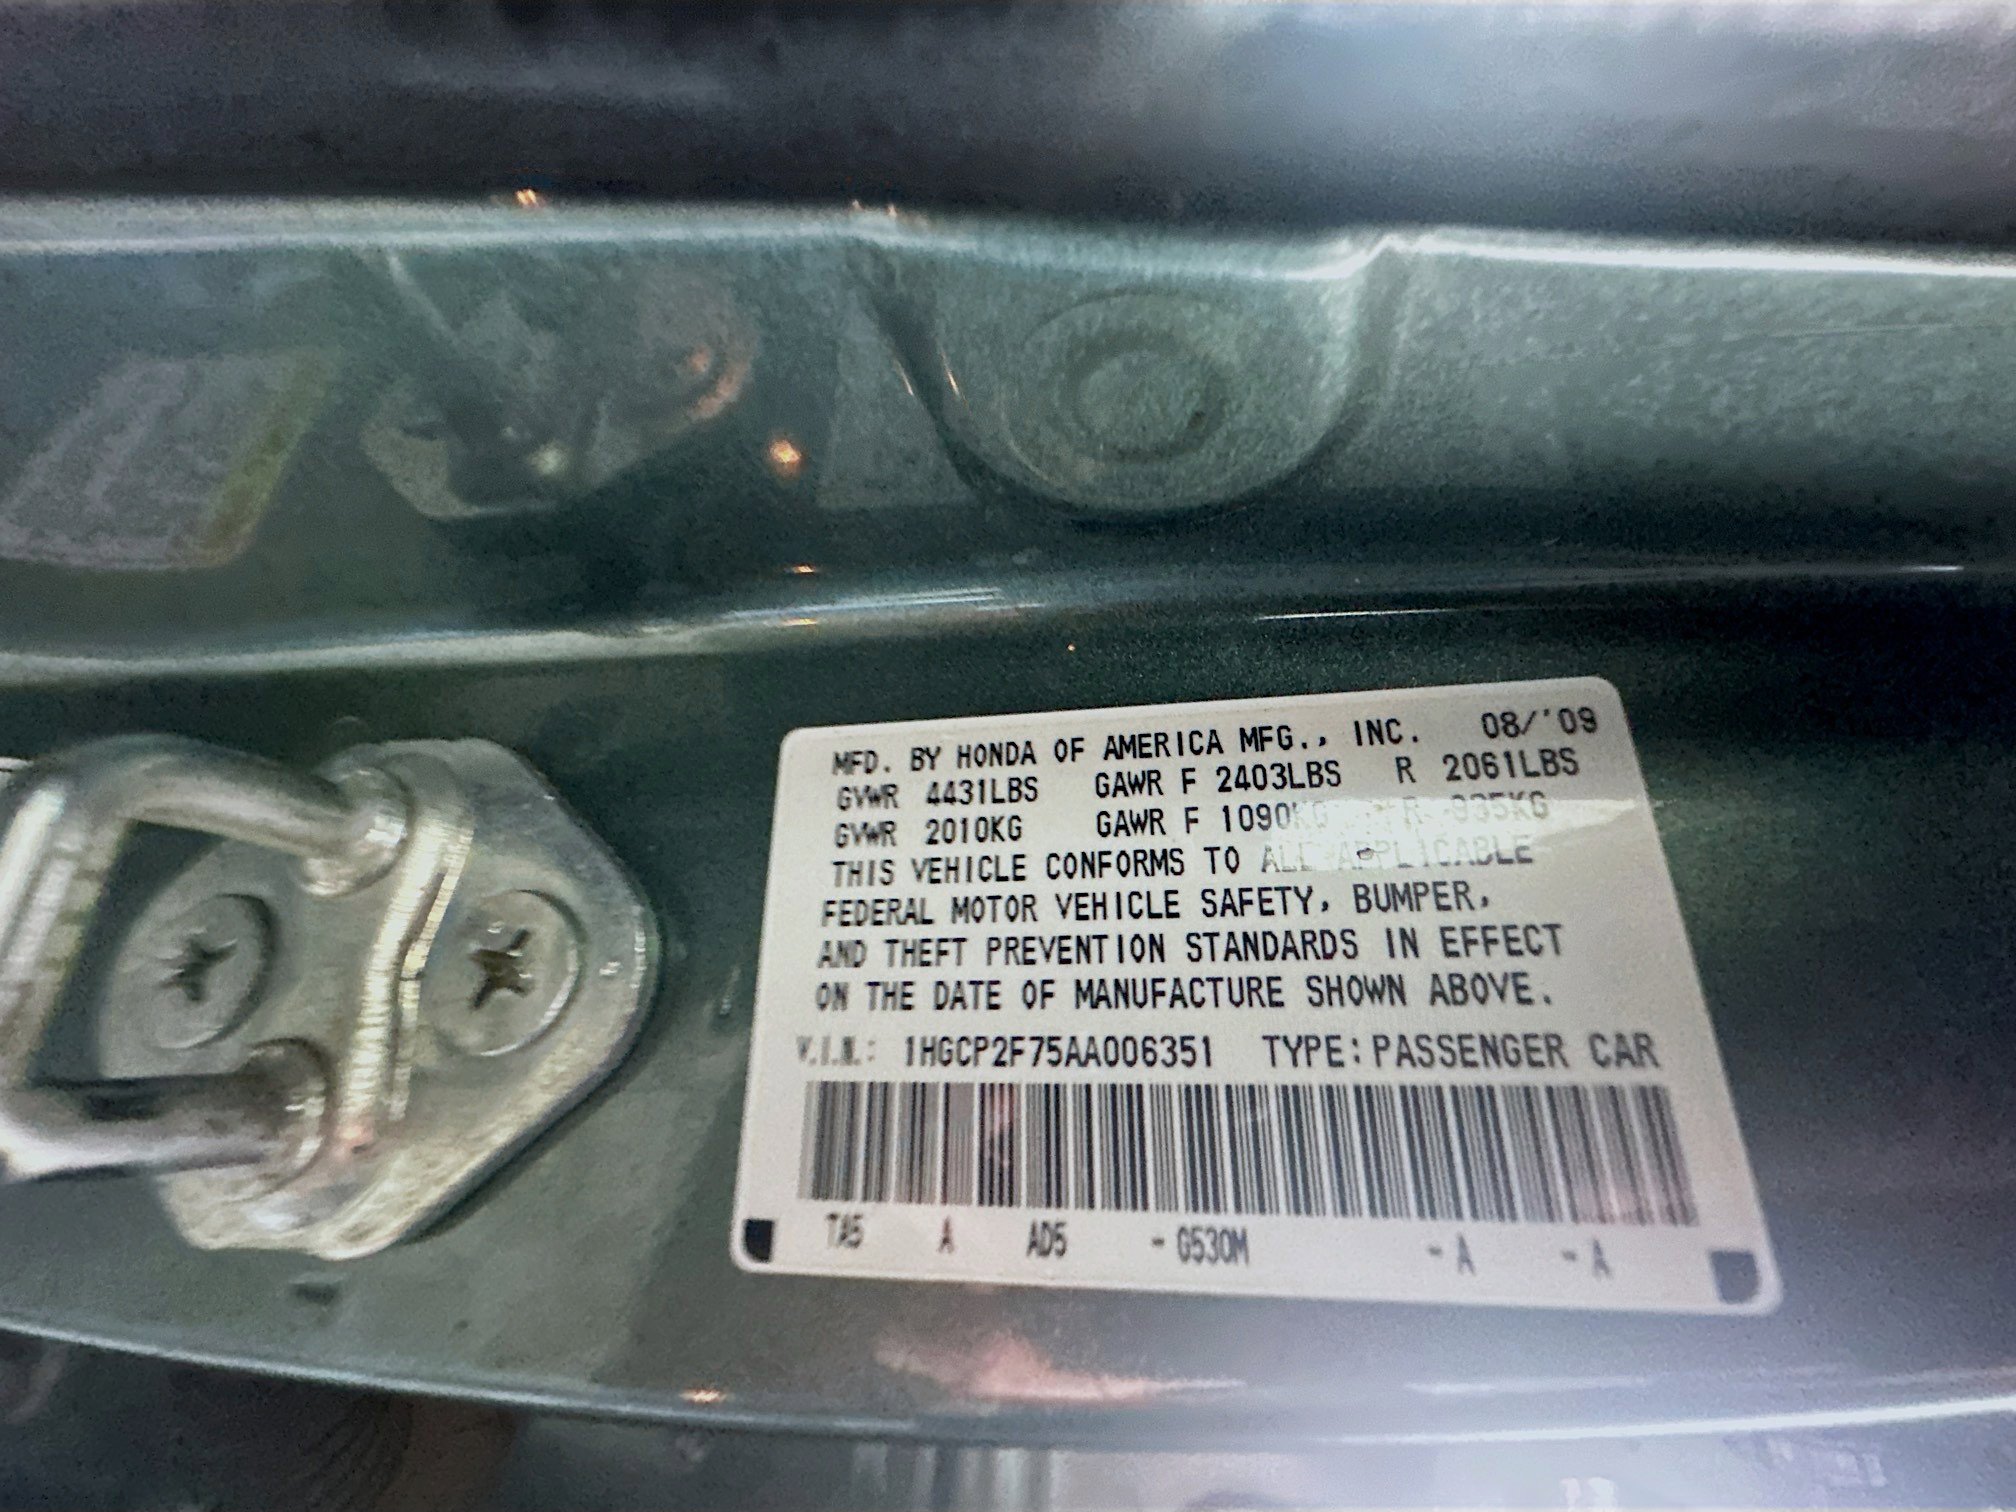 MFD. BY HONDA OF AMERICA MFG., INC. 08/'09
GVWR 4431LBS GAWR F 2403LBS R 2061LBS
GVWR 2010KG GAWR F 1090KG R 935KG
THIS VEHICLE CONFORMS TO ALL APPLICABLE
FEDERAL MOTOR VEHICLE SAFETY, BUMPER,
AND THEFT PREVENTION STANDARDS IN EFFECT
ON THE DATE OF MANUFACTURE SHOWN ABOVE.
V.I.N.: 1HGCP2F75AA006351 TYPE:PASSENGER CAR
TA5 A AD5 -G530M -A -A